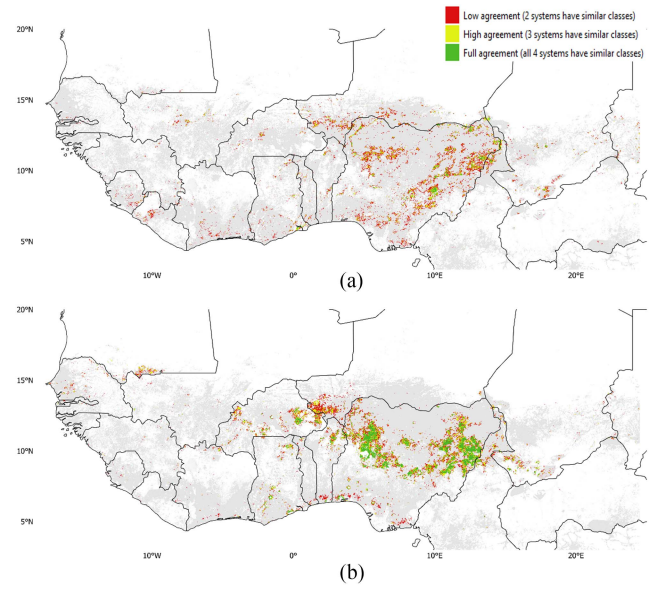 Low agreement (2 systems have similar classes)
High agreement (3 systems have similar classes)
Full agreement (all 4 systems have similar classes)
20°N
15°N
10°N
5°N
10°W 0° 10°E 20°E
(a)
20°N
15°N
10°N
5°N
10°W 0° 10°E 20°E
(b)